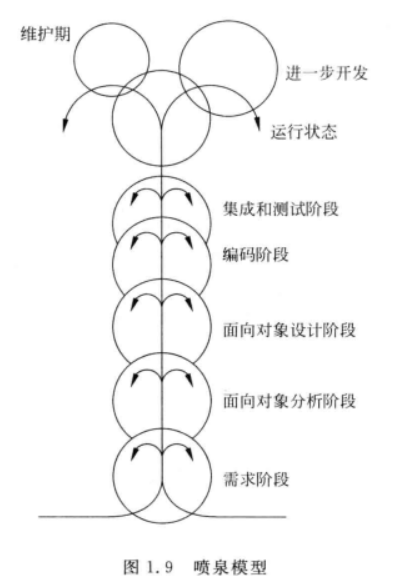 维护期
进一步开发
运行状态
集成和测试阶段
编码阶段
面向对象设计阶段
面向对象分析阶段
需求阶段
图 1.9 喷泉模型